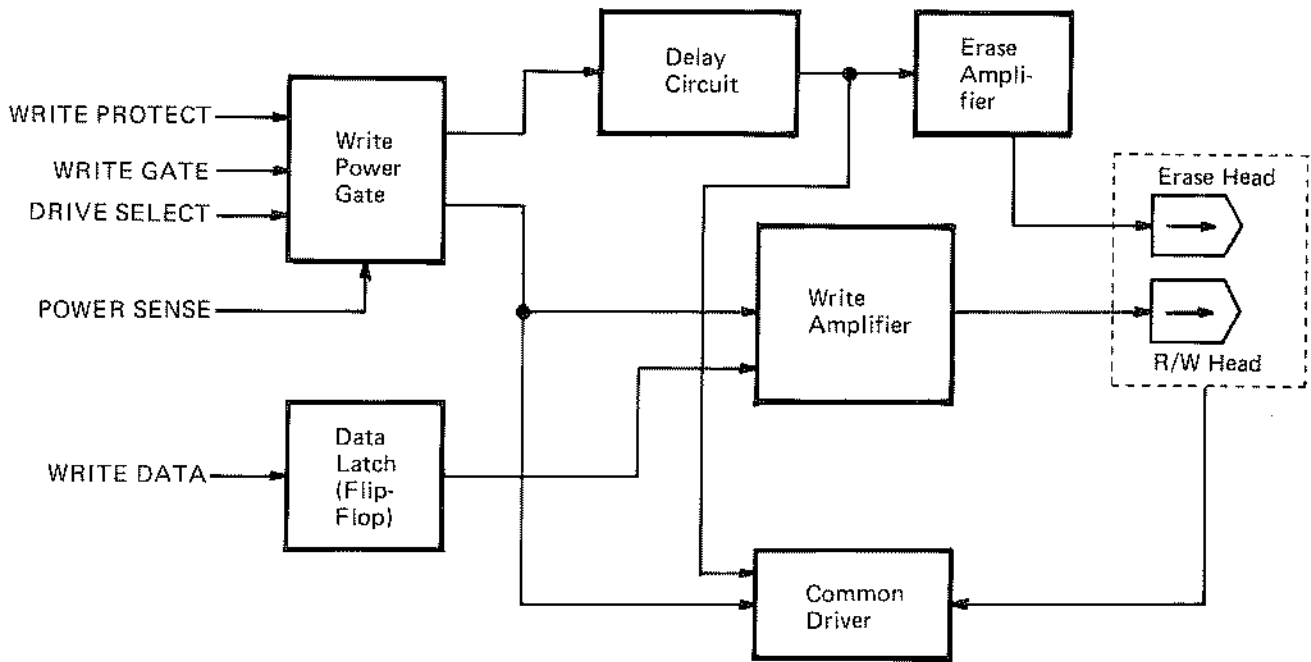 Delay
Circuit
Erase
Ampli-
fier
WRITE PROTECT
WRITE GATE
DRIVE SELECT
POWER SENSE
Write
Power
Gate
Erase Head
Write
Amplifier
R/W Head
WRITE DATA
Data
Latch
(Flip-
Flop)
Common
Driver